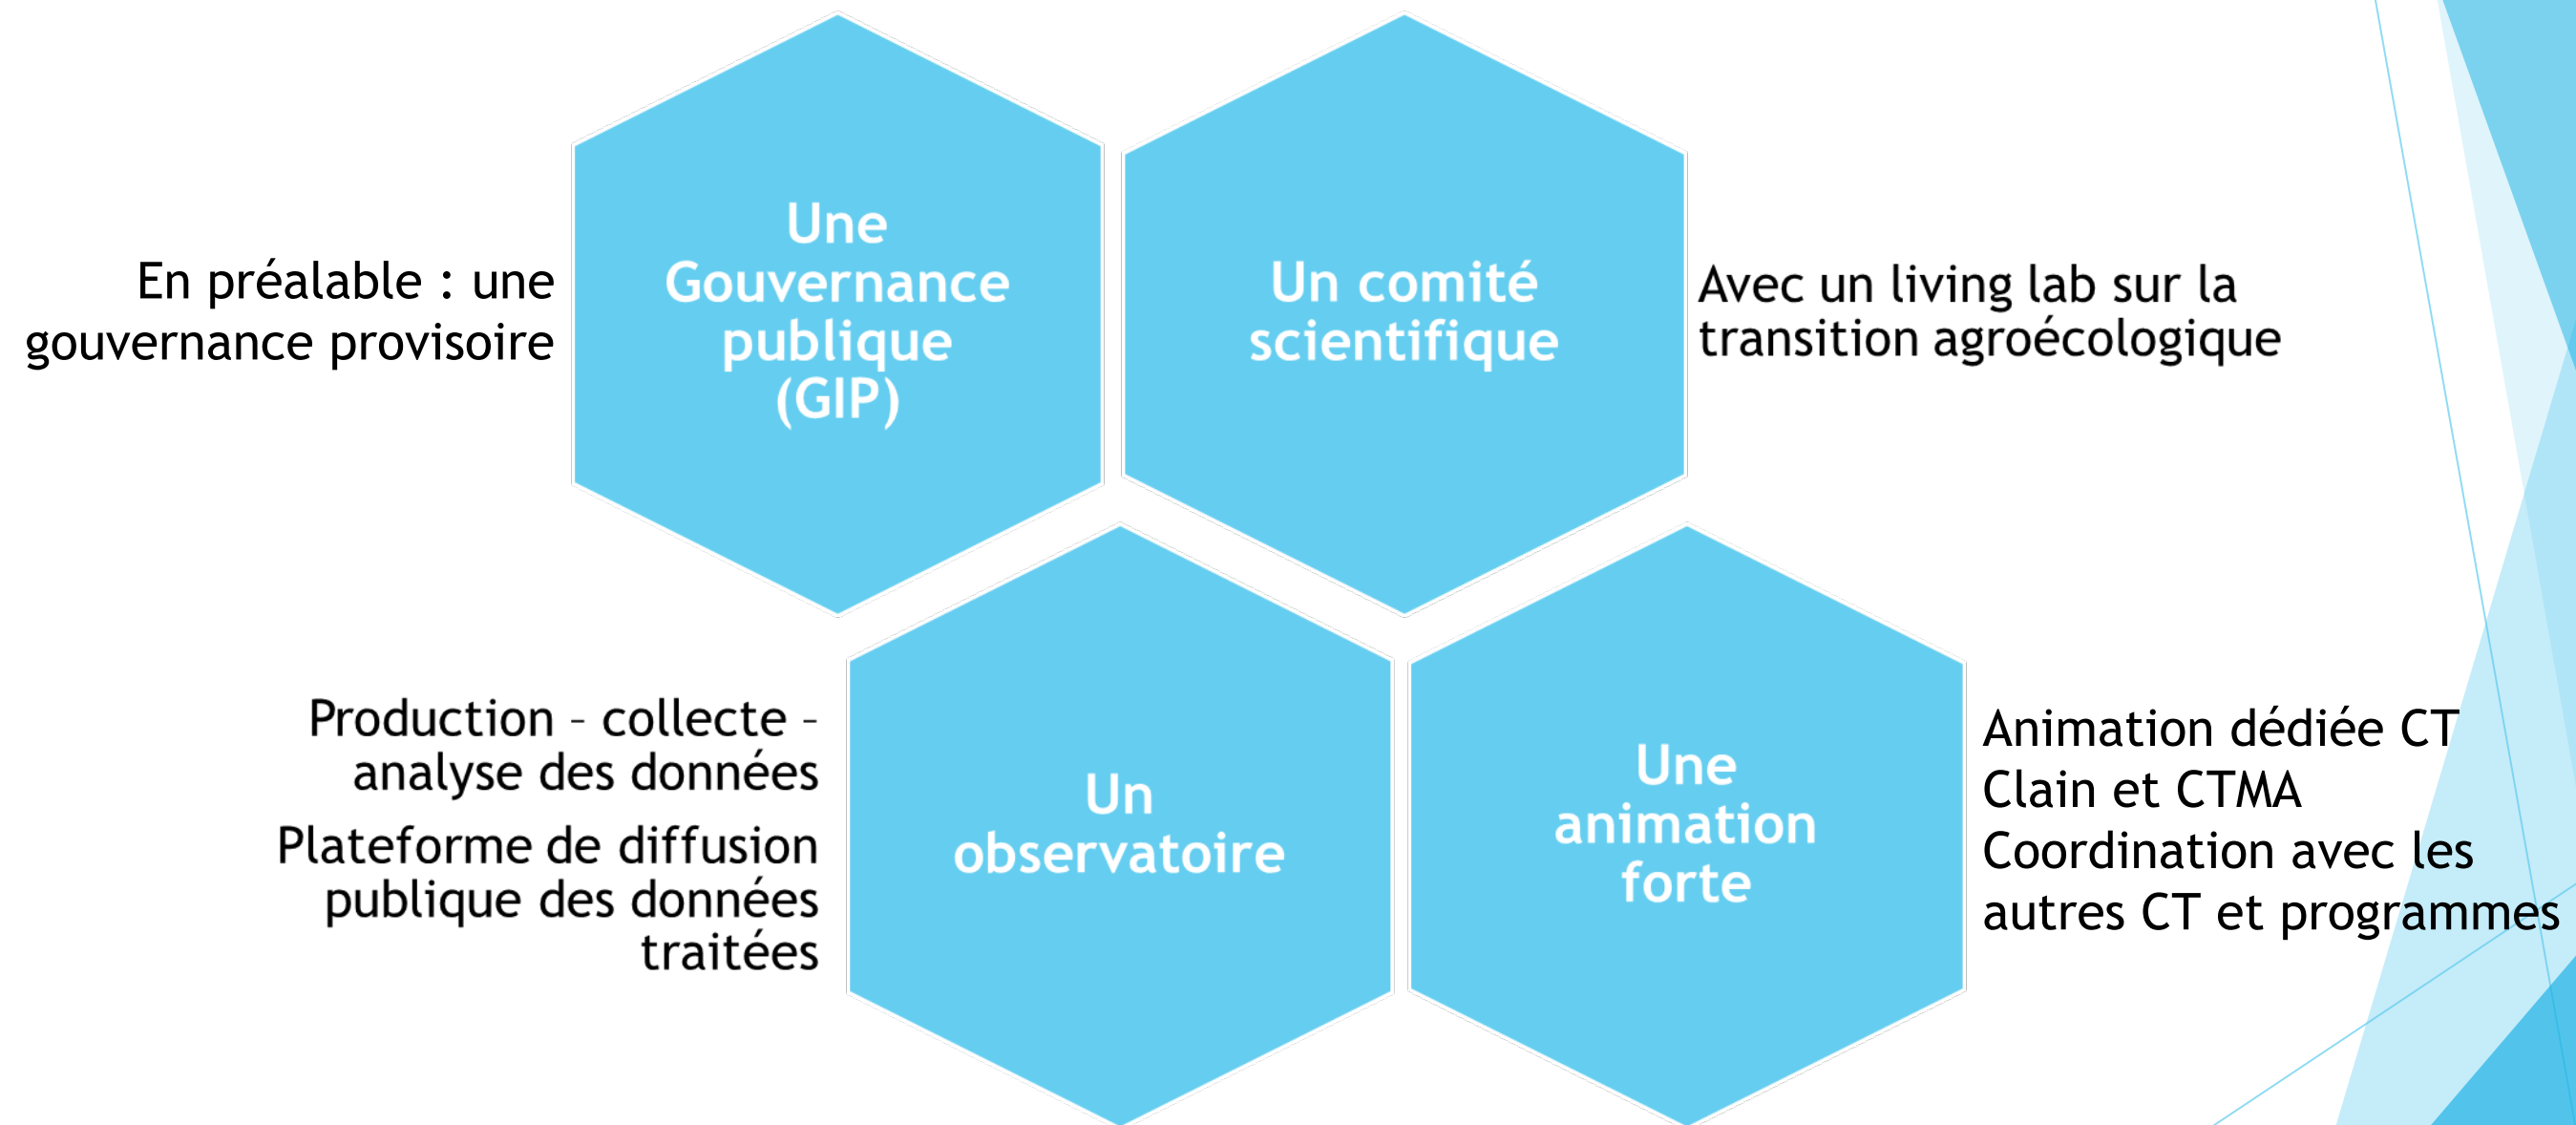 En préalable : une
gouvernance provisoire
Une
Gouvernance
publique
(GIP)
Un comité
scientifique
Avec un living lab sur la
transition agroécologique
Production – collecte –
analyse des données
Plateforme de diffusion
publique des données
traitées
Un
observatoire
Une
animation
forte
Animation dédiée CT
Clain et CTMA
Coordination avec les
autres CT et programmes